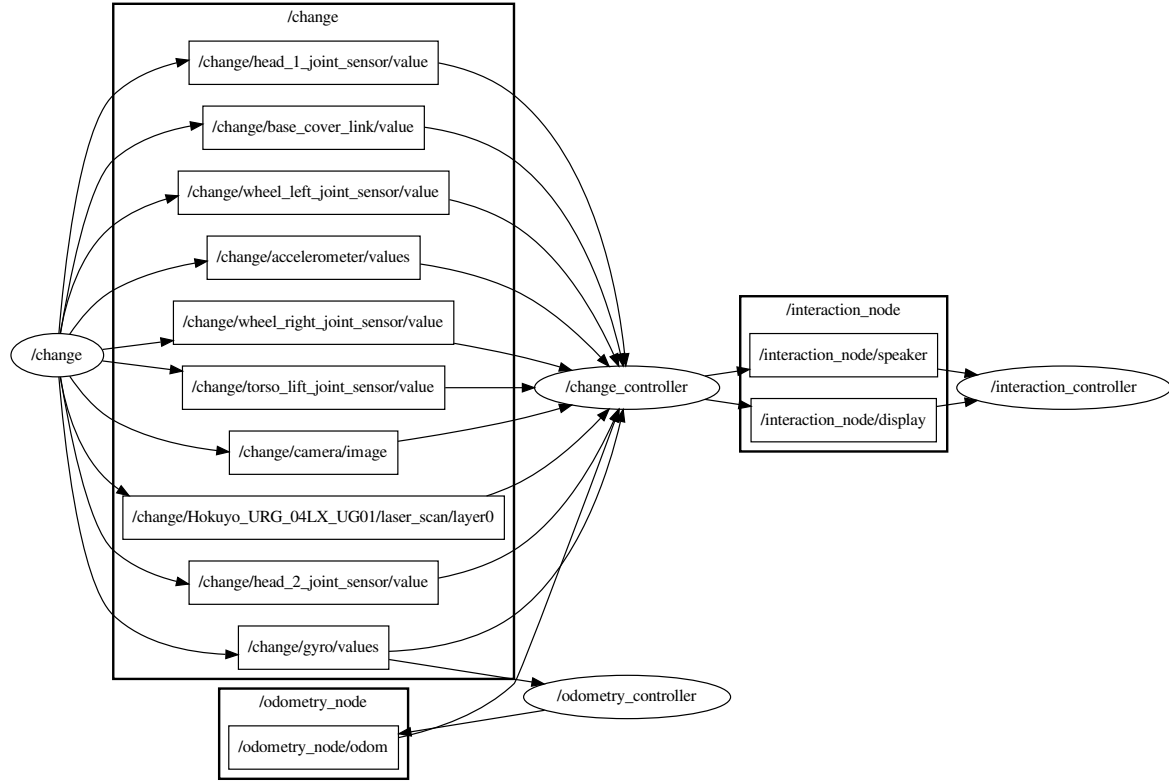 /change
/change/head_1_joint_sensor/value
/change/base_cover_link/value
/change/wheel_left_joint_sensor/value
/change/accelerometer/values
/change/wheel_right_joint_sensor/value
/change
/change/torso_lift_joint_sensor/value
/change/camera/image
/change/Hokuyo_URG_04LX_UG01/laser_scan/layer0
/change/head_2_joint_sensor/value
/change/gyro/values
/change_controller
/interaction_node
/interaction_node/speaker
/interaction_node/display
/interaction_controller
/odometry_controller
/odometry_node
/odometry_node/odom